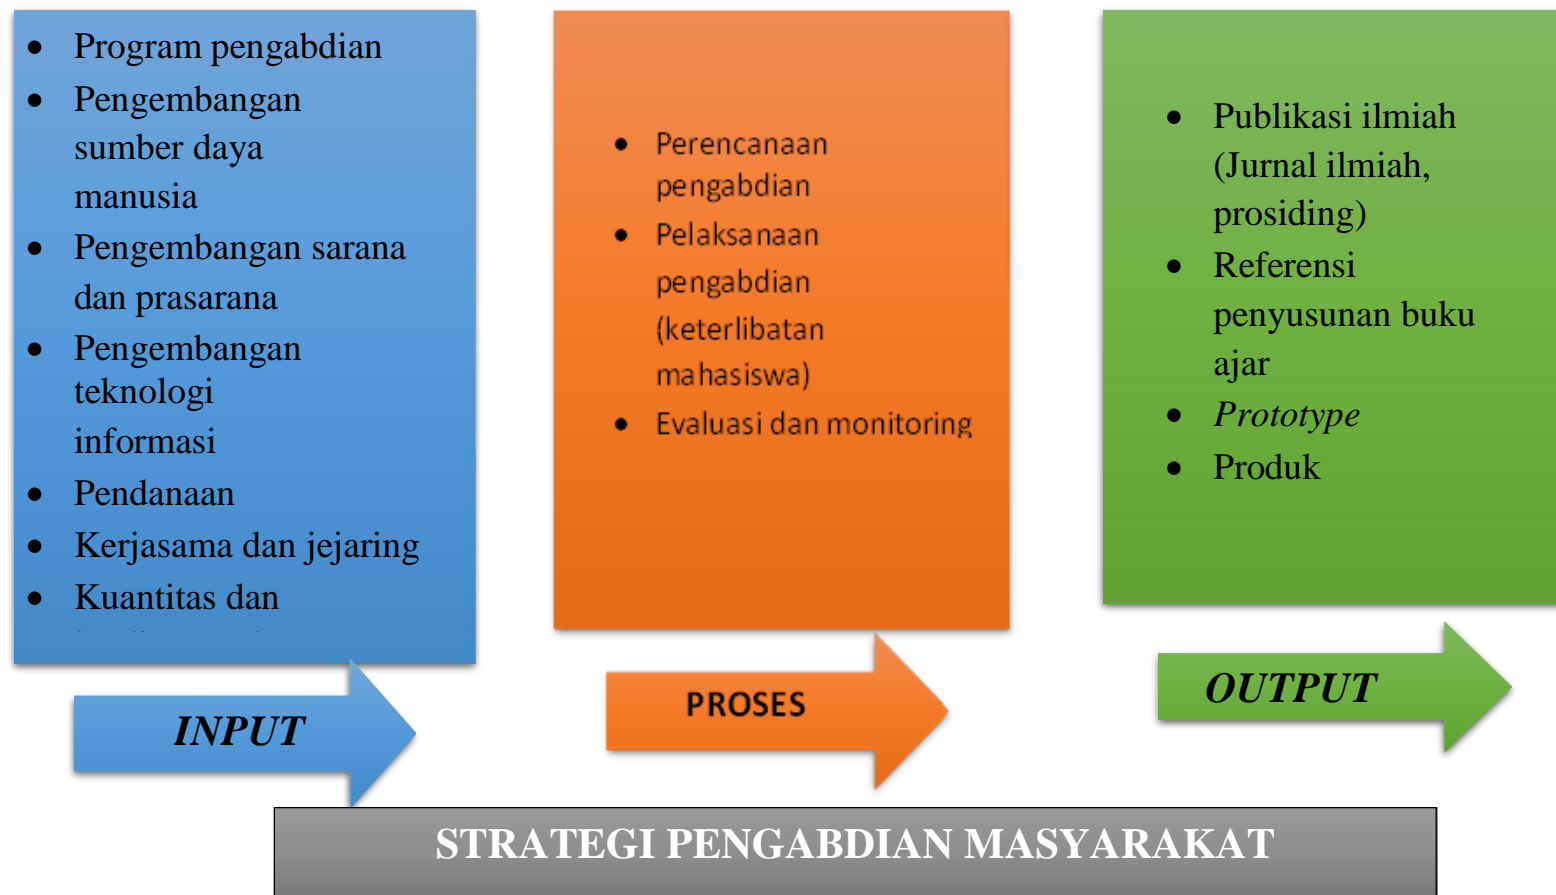 Program pengabdian
Pengembangan
sumber daya
manusia
Pengembangan sarana
dan prasarana
Pengembangan
teknologi
informasi
Pendanaan
Kerjasama dan jejaring
Kuantitas dan
INPUT
Perencanaan
pengabdian
Pelaksanaan
pengabdian
(keterlibatan
mahasiswa)
Evaluasi dan monitoring
PROSES
Publikasi ilmiah
(Jurnal ilmiah,
prosiding)
Referensi
penyusunan buku
ajar
Prototype
Produk
OUTPUT
STRATEGI PENGABDIAN MASYARAKAT